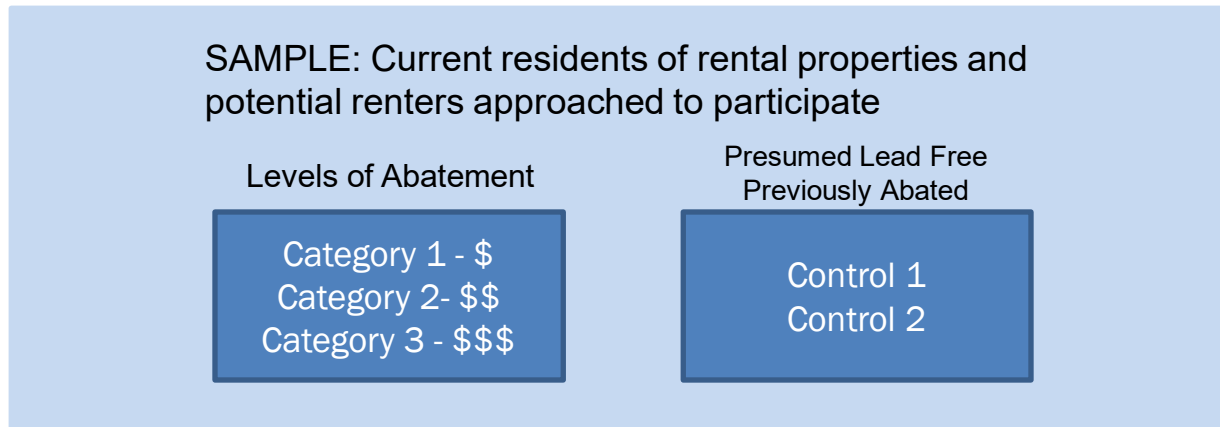 SAMPLE: Current residents of rental properties and
potential renters approached to participate
Levels of Abatement
Category 1 - $
Category 2- $$
Category 3 - $$$
Presumed Lead Free
Previously Abated
Control 1
Control 2